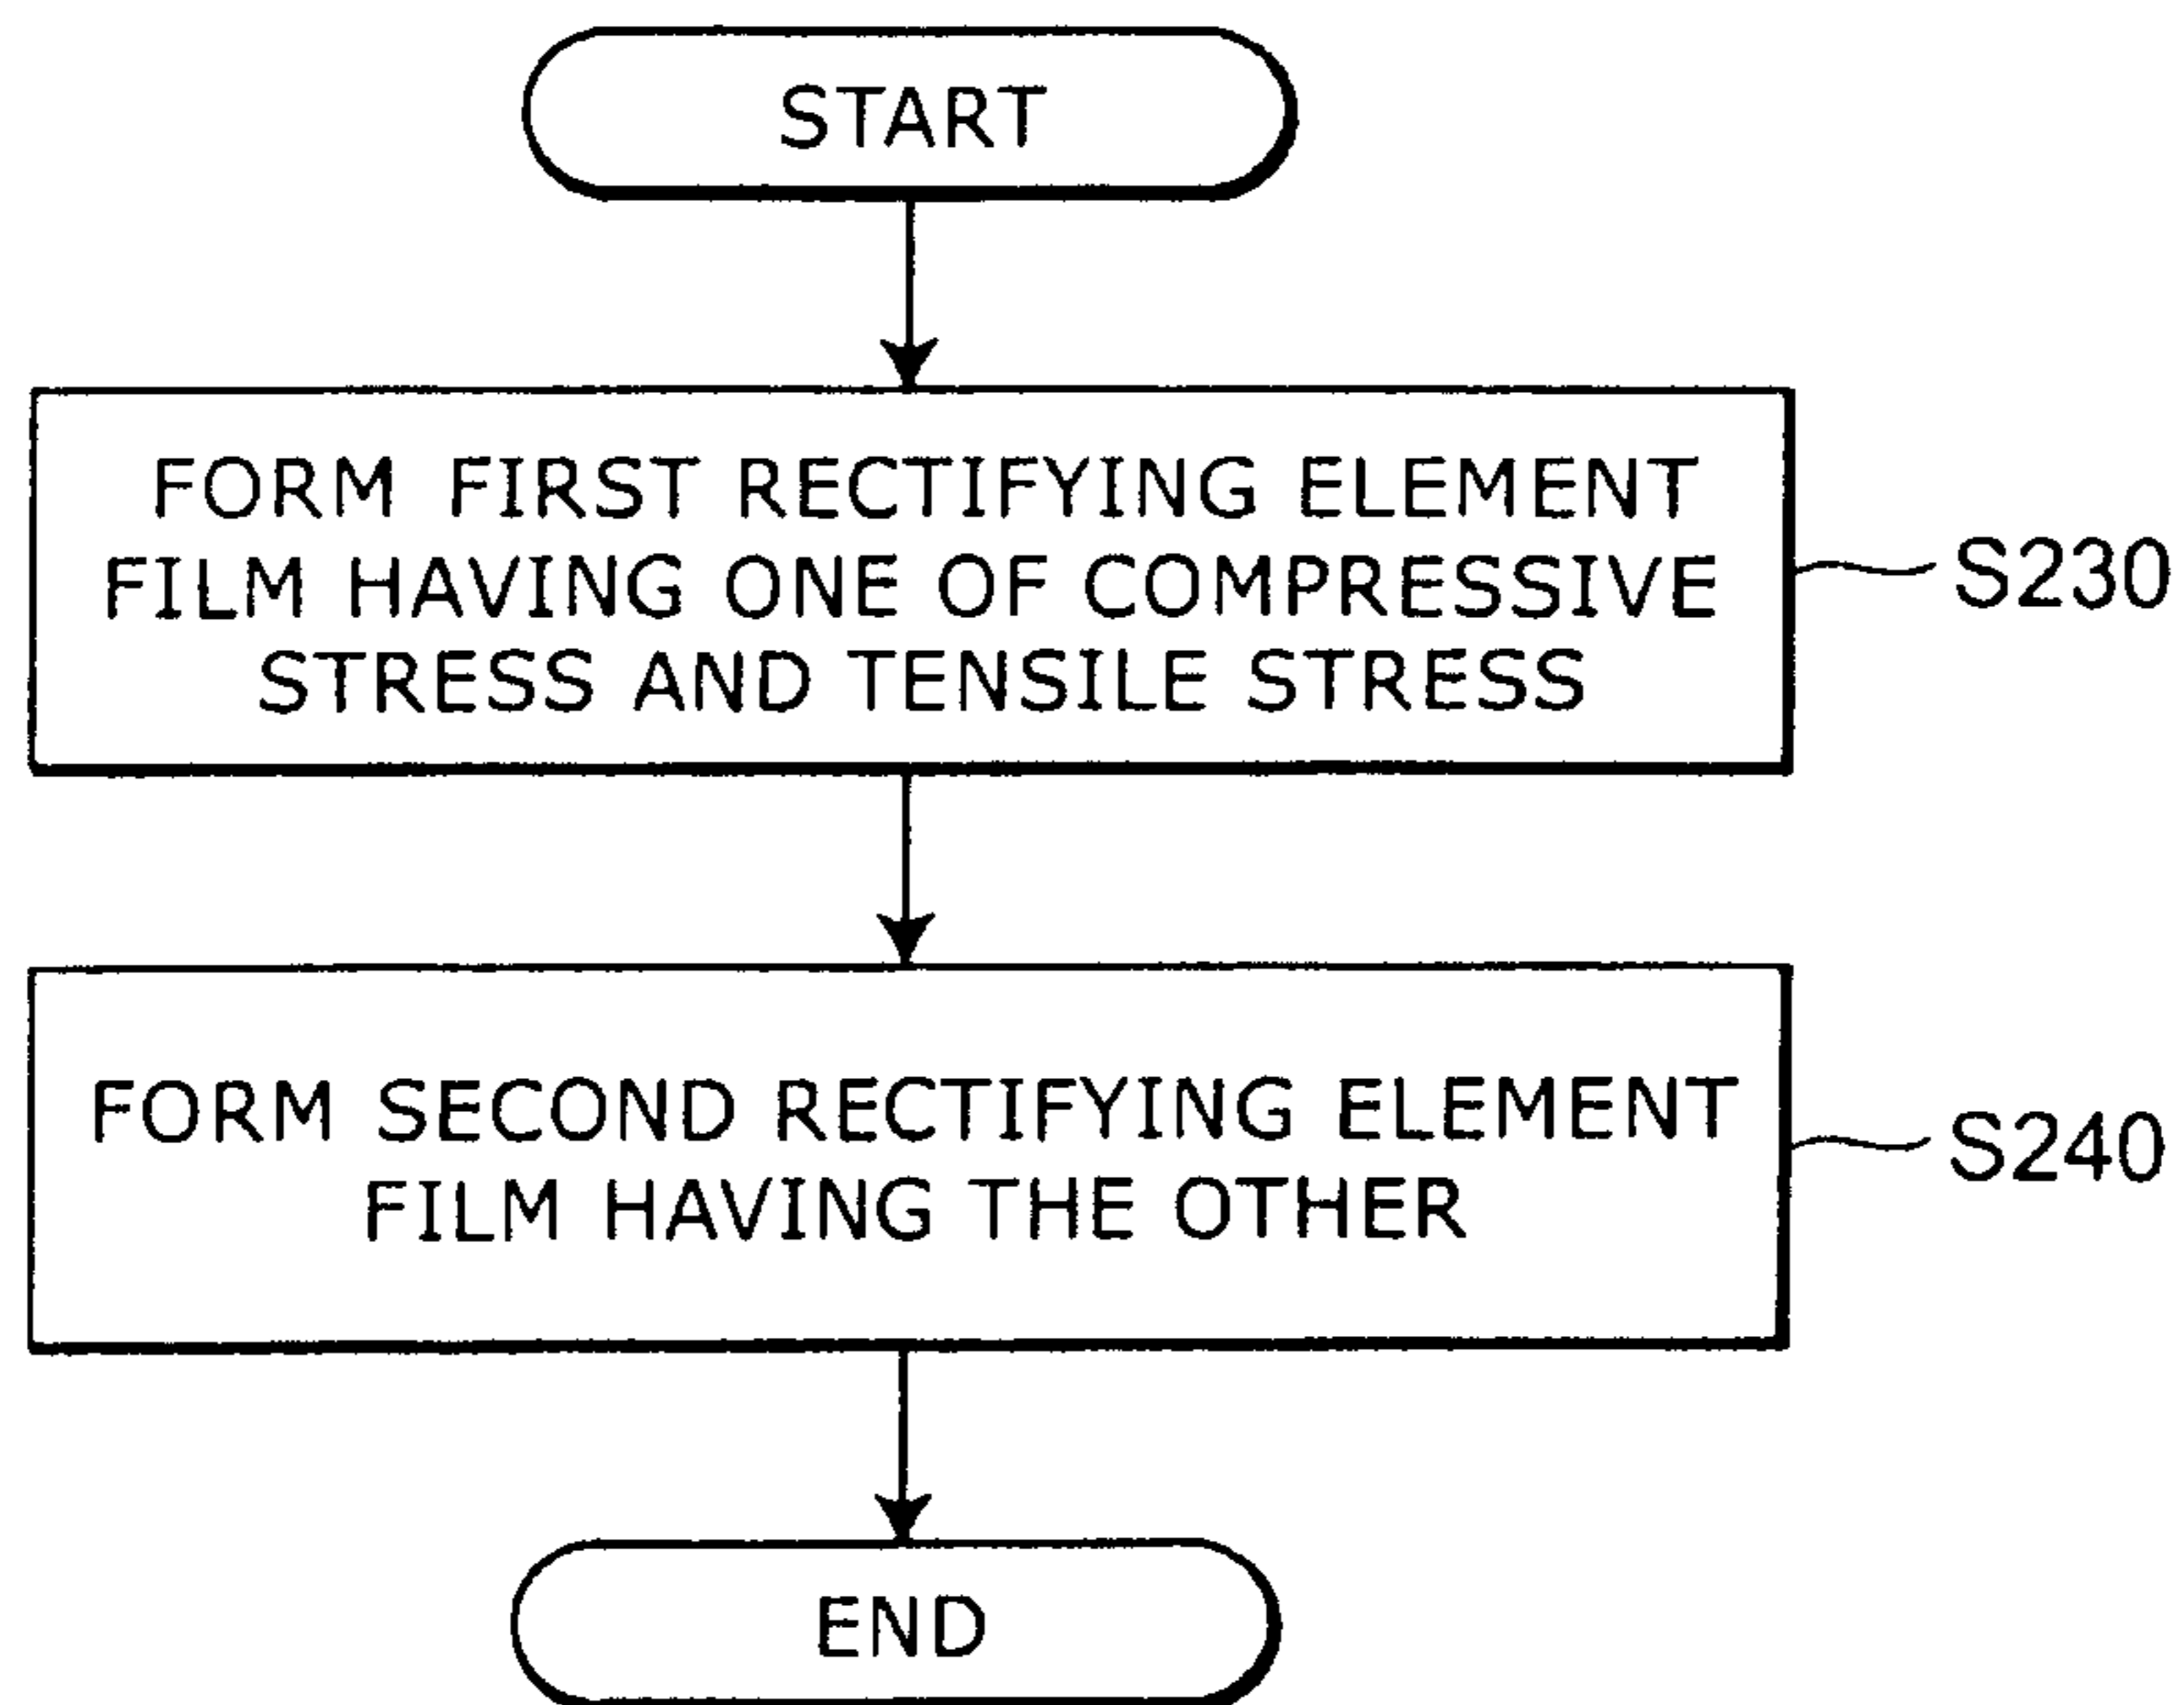 START
FORM FIRST RECTIFYING ELEMENT
FILM HAVING ONE OF COMPRESSIVE
STRESS AND TENSILE STRESS
S230
FORM SECOND RECTIFYING ELEMENT
FILM HAVING THE OTHER
S240
END